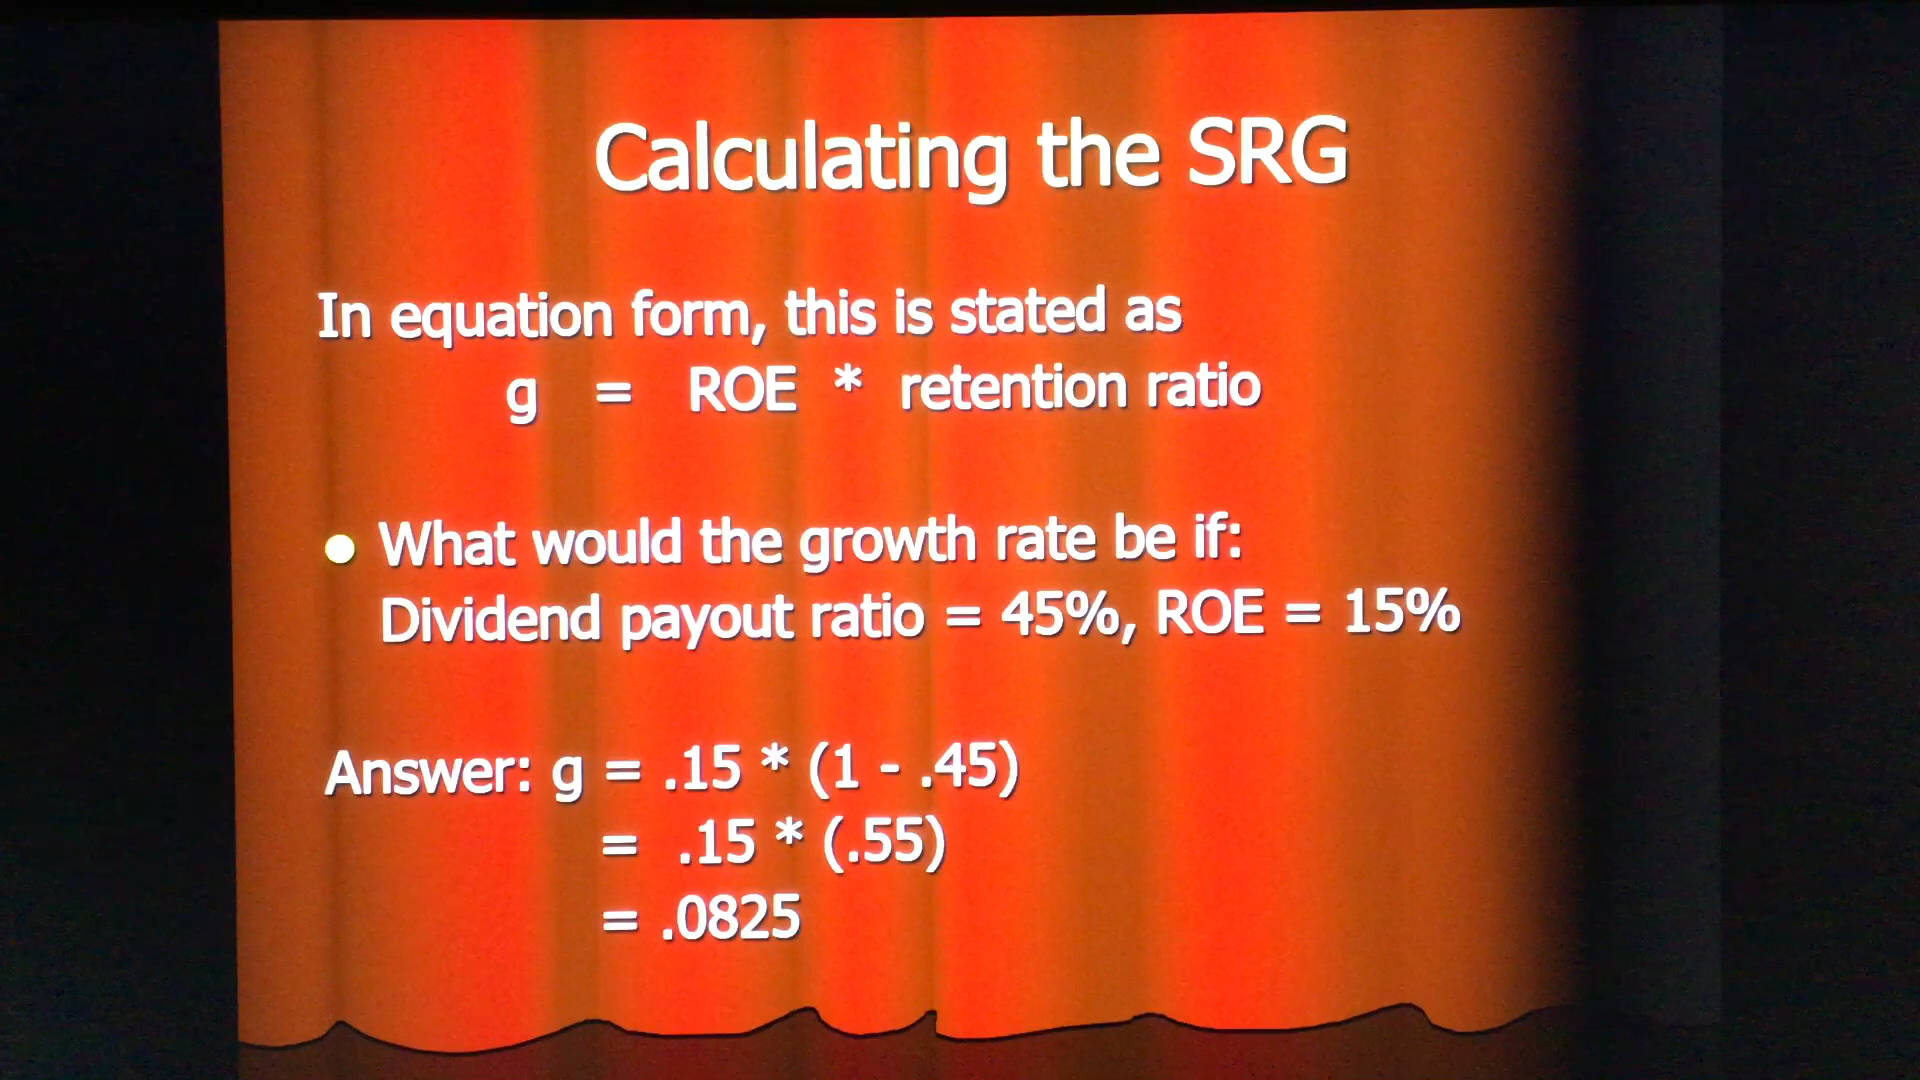 Calculating the SRG
In equation form, this is stated as
g = ROE * retention ratio
What would the growth rate be if:
Dividend payout ratio = 45%, ROE = 15%
Answer: g = .15 * (1 - .45)
= .15 * (.55)
= .0825